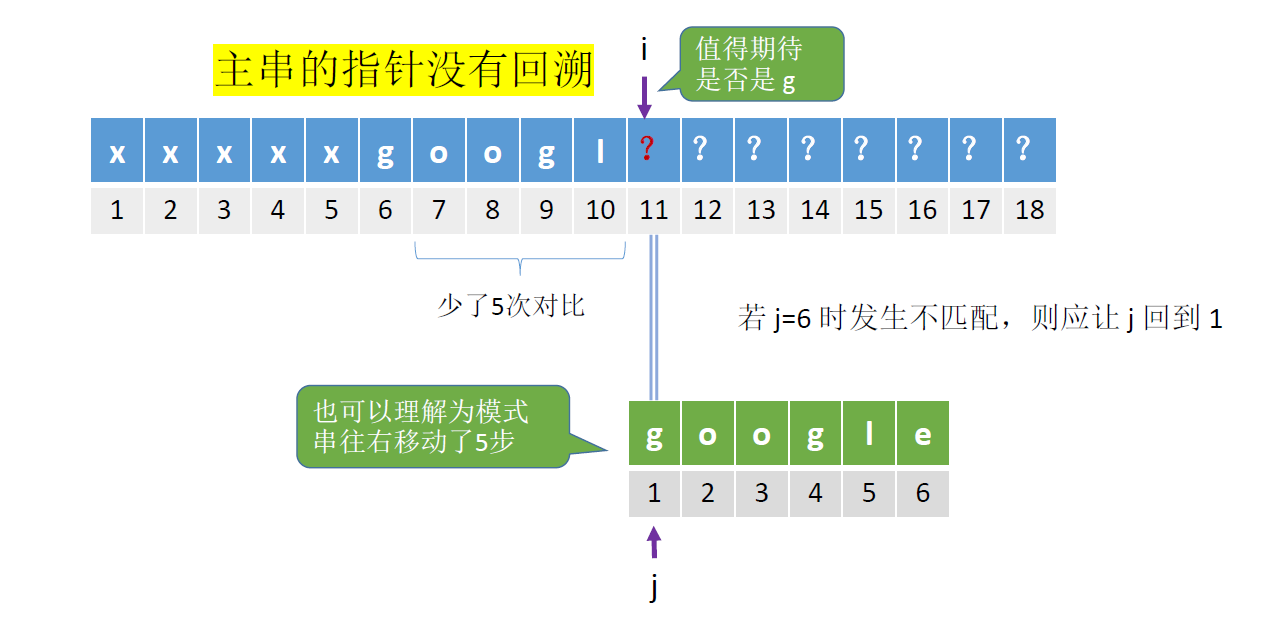 主串的指针没有回溯
i
值得期待
是否是 g
x x x x x g o o g l ? ? ? ? ? ? ? ?
1 2 3 4 5 6 7 8 9 10 11 12 13 14 15 16 17 18
少了5次对比
若 j=6 时发生不匹配，则应让 j 回到 1
也可以理解为模式
串往右移动了5步
g o o g l e
1 2 3 4 5 6
j